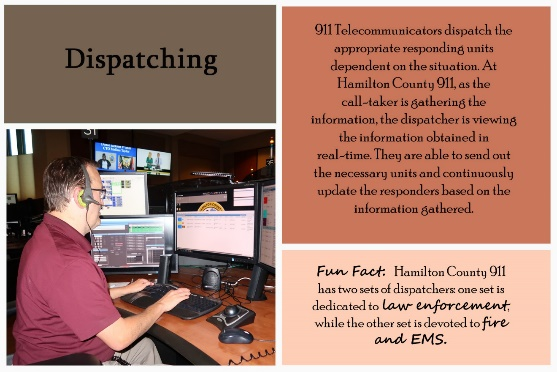 Dispatching
911 Telecommunicators dispatch the
appropriate responding units
dependent on the situation. At
Hamilton County 911, as the
call-taker is gathering the
information, the dispatcher is viewing
the information obtained in
real-time. They are able to send out
the necessary units and continuously
update the responders based on the
information gathered.
Fun Fact: Hamilton County 911
has two sets of dispatchers: one set is
dedicated to law enforcement,
while the other set is devoted to fire
and EMS.
31